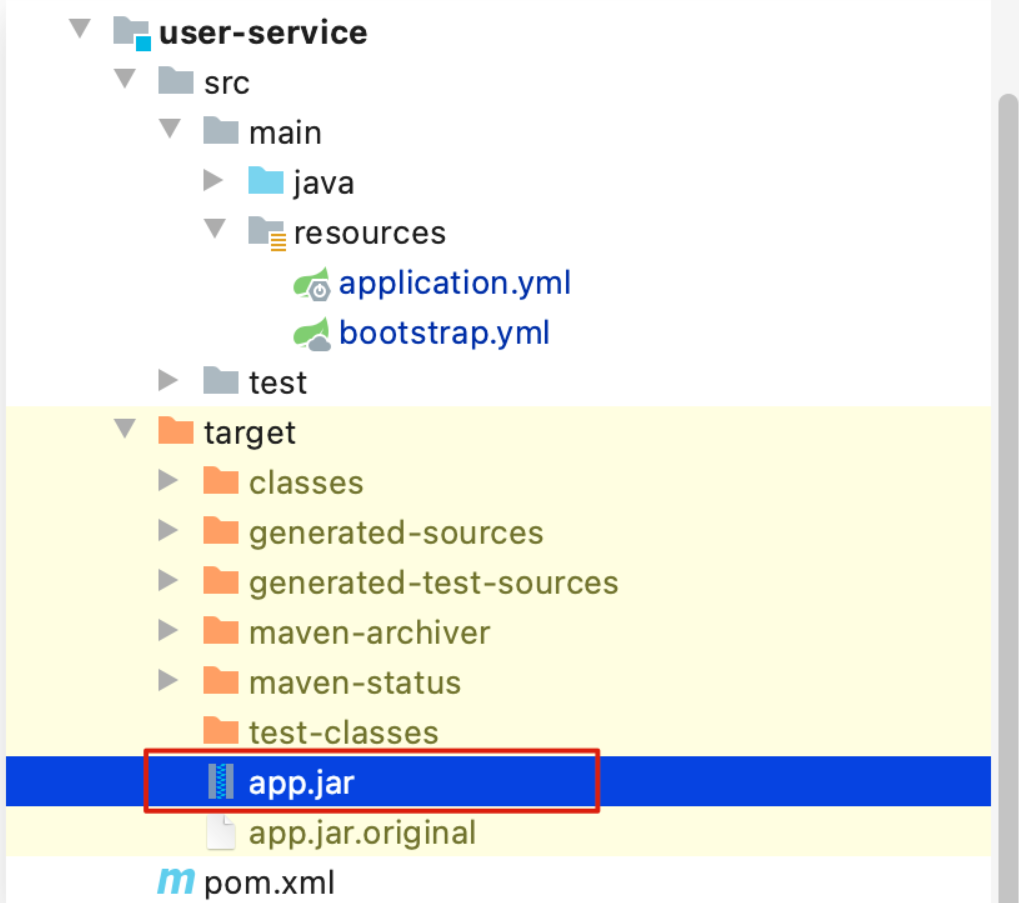 user-service
src
main
java
resources
application.yml
bootstrap.yml
test
target
classes
generated-sources
generated-test-sources
maven-archiver
maven-status
test-classes
app.jar
app.jar.original
m pom.xml